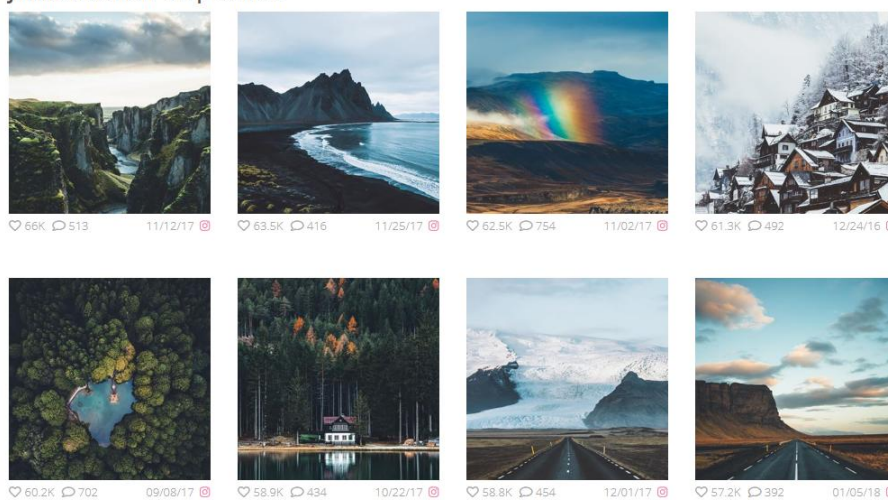 66K 513 11/12/17
63.5K 416 11/25/17
62.5K 754 11/02/17
61.3K 492 12/24/16
60.2K 702 09/08/17
58.9K 434 10/22/17
58.8K 454 12/01/17
57.2K 392 01/05/18